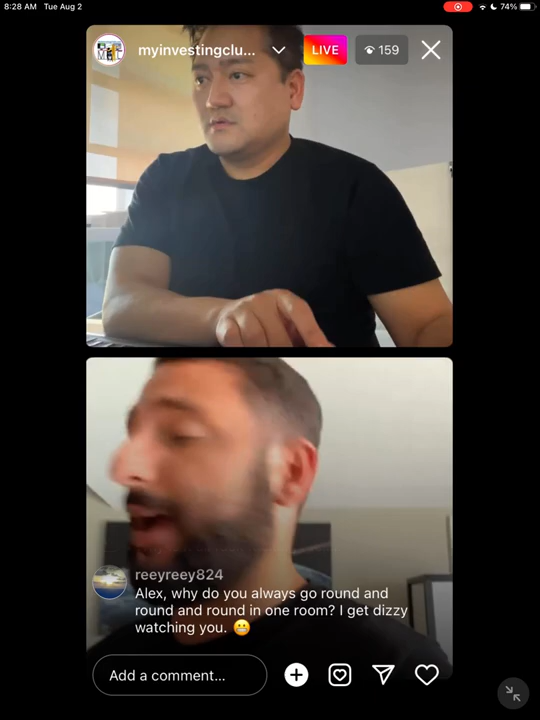 8:28 AM Tue Aug 2
74%
myinvestingclu...
LIVE
159
reeyreey824
Alex, why do you always go round and
round and round in one room? I get dizzy
watching you. 😬
Add a comment...